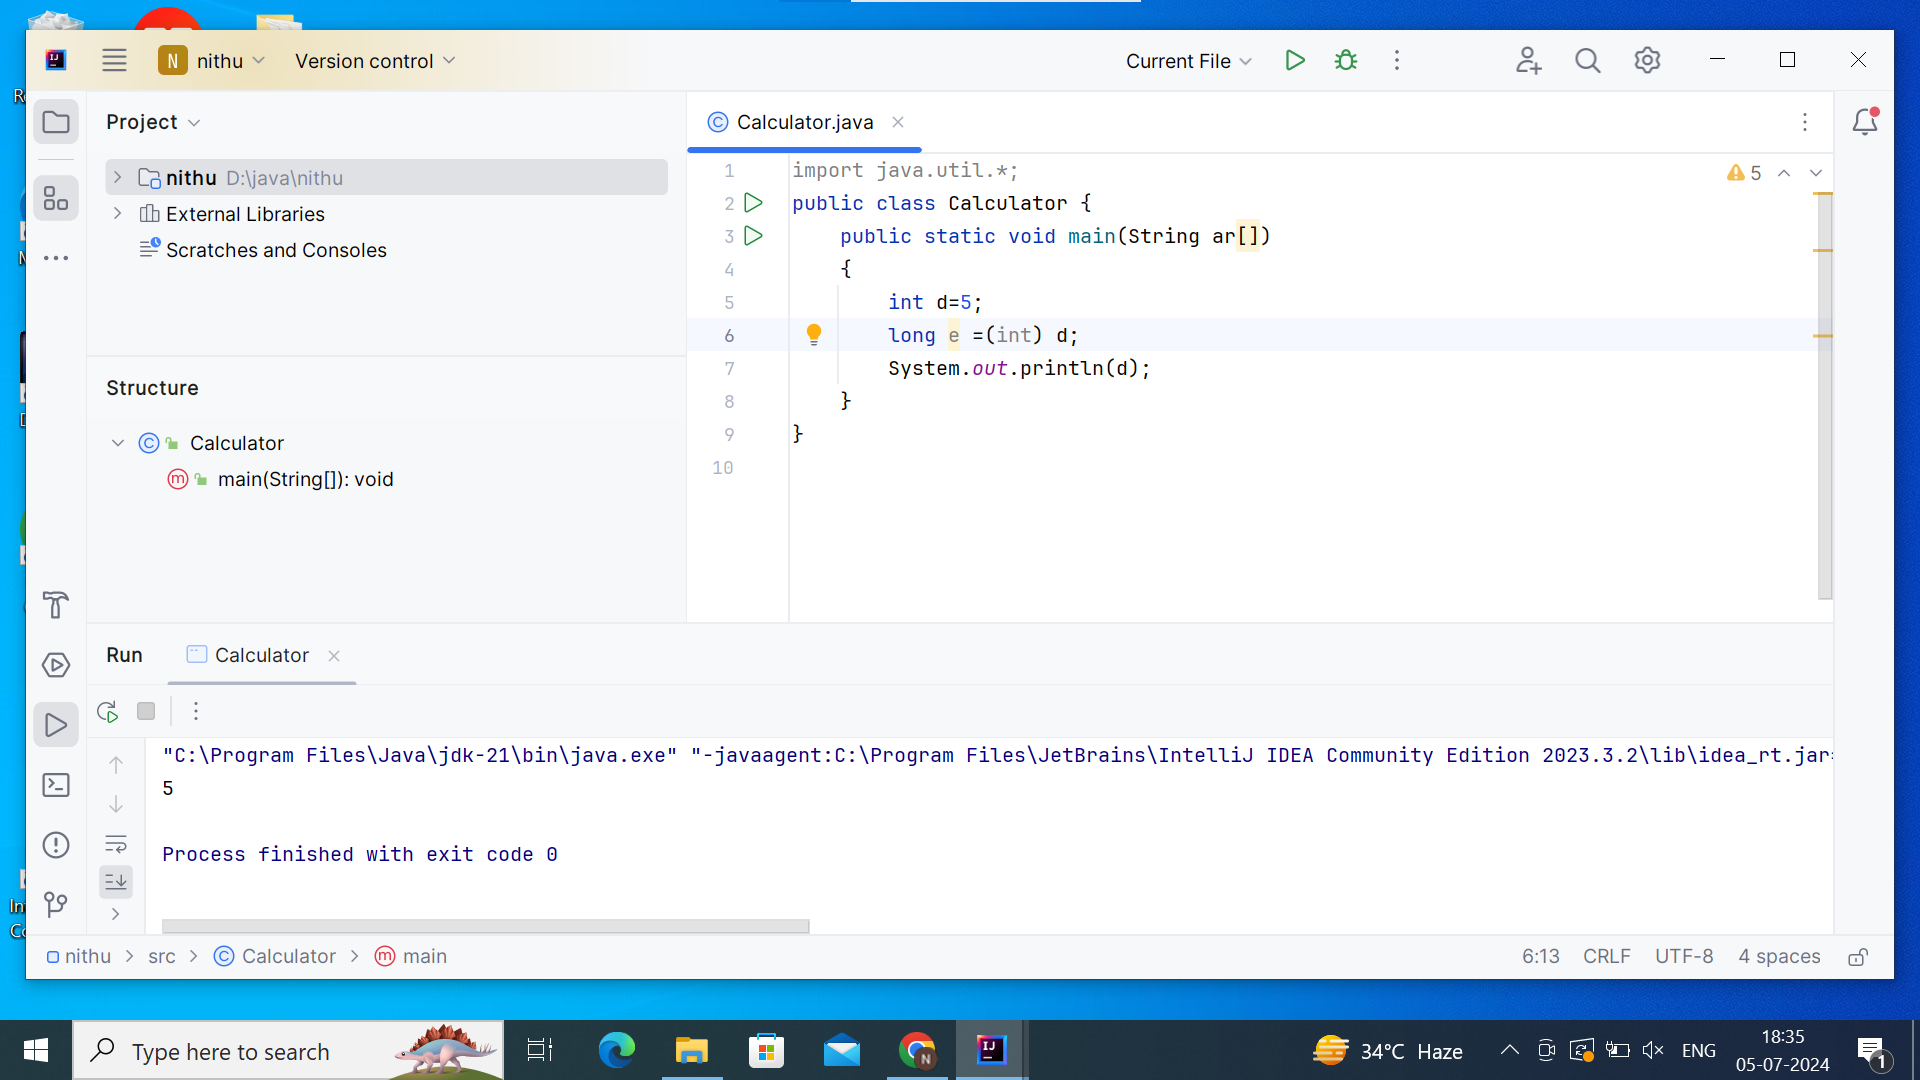 N nithu Version control Current File
Project
nithu D:\java\nithu
External Libraries
Scratches and Consoles
Structure
Calculator
main(String[]): void
Calculator.java
5
1 import java.util.*;
2 public class Calculator {
3 public static void main(String ar[])
4 {
5 int d=5;
6 long e =(int) d;
7 System.out.println(d);
8 }
9 }
10
Run Calculator
"C:\Program Files\Java\jdk-21\bin\java.exe" "-javaagent:C:\Program Files\JetBrains\IntelliJ IDEA Community Edition 2023.3.2\lib\idea_rt.jar=
5
Process finished with exit code 0
nithu src Calculator main 6:13 CRLF UTF-8 4 spaces
Type here to search 34°C Haze ENG 18:35
05-07-2024
1